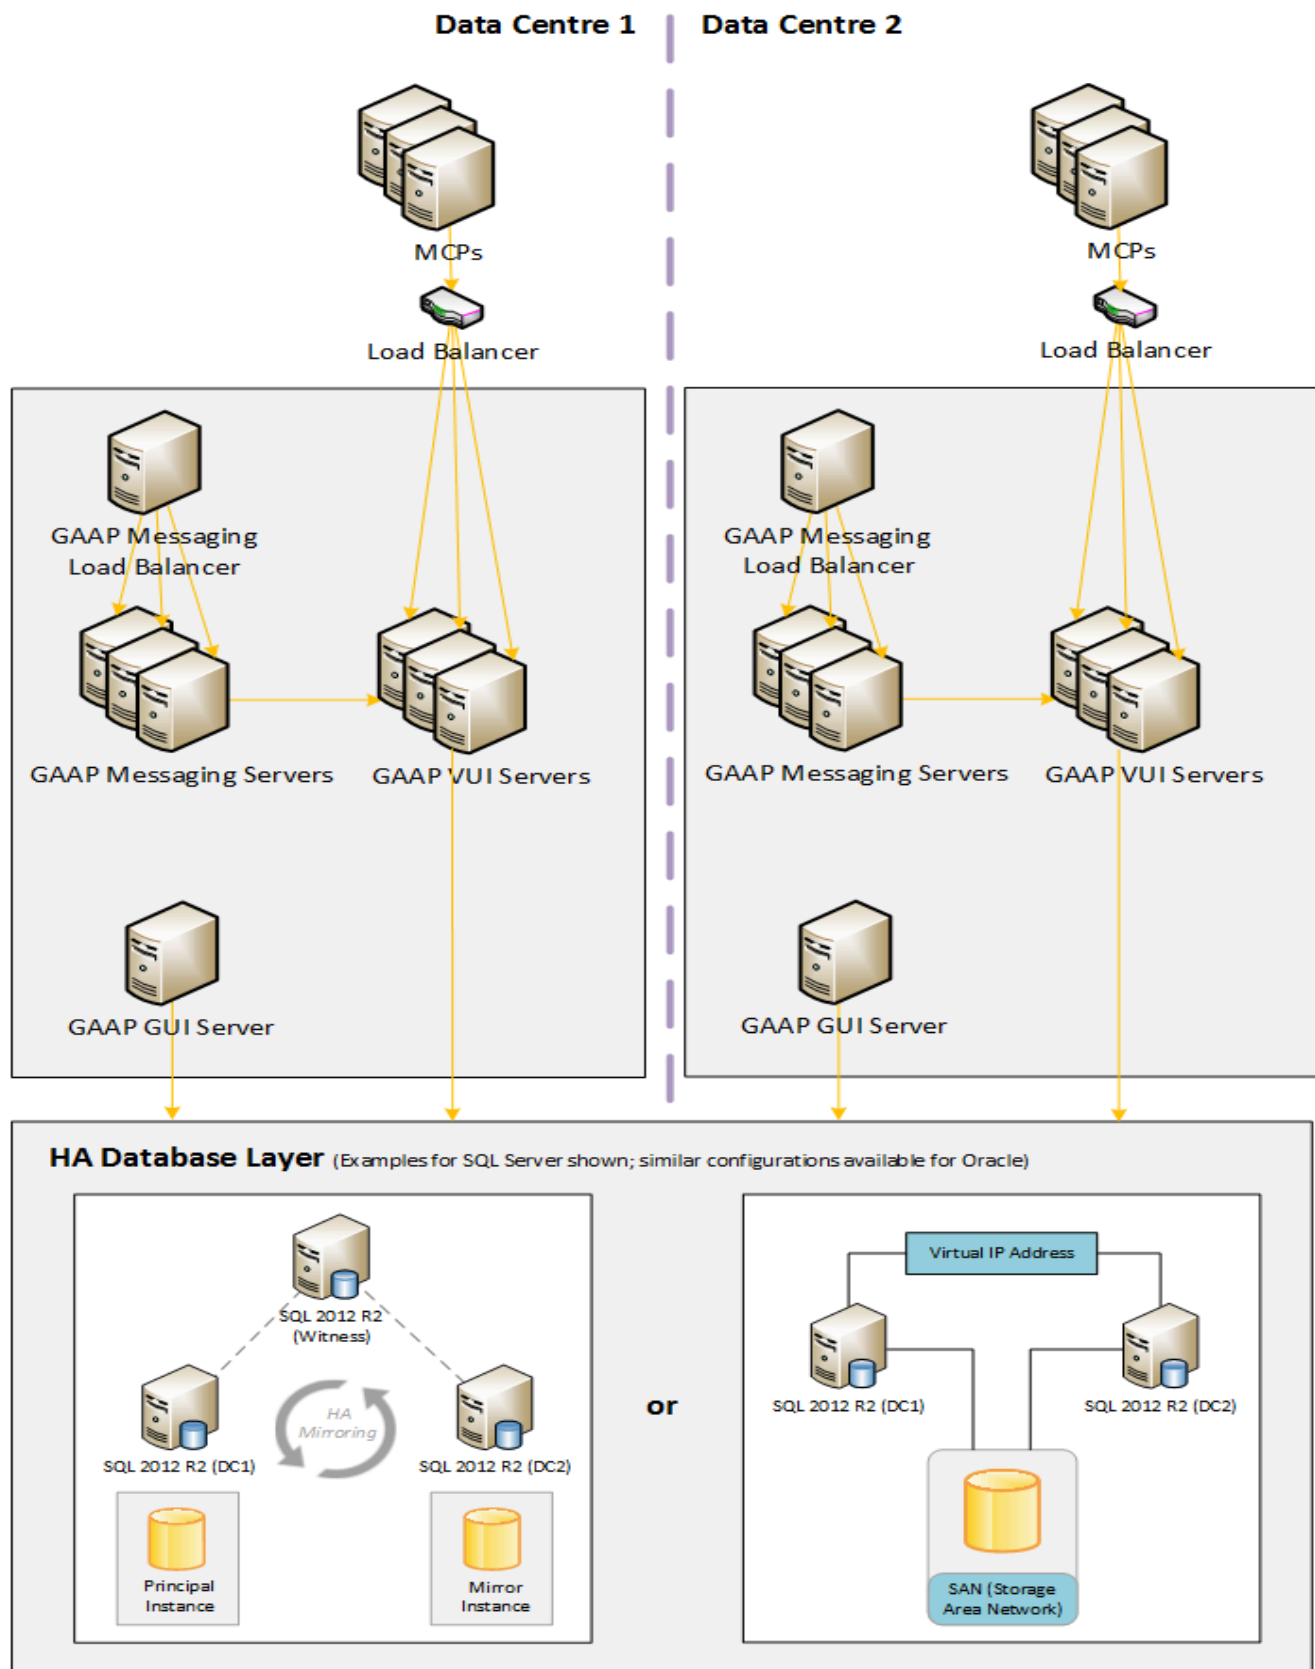 Data Centre 1
Data Centre 2
MCPs
MCPs
Load Balancer
Load Balancer
GAAP Messaging
Load Balancer
GAAP Messaging
Load Balancer
GAAP Messaging Servers
GAAP VUI Servers
GAAP Messaging Servers
GAAP VUI Servers
GAAP GUI Server
GAAP GUI Server
HA Database Layer (Examples for SQL Server shown; similar configurations available for Oracle)
SQL 2012 R2
(Witness)
HA
Mirroring
SQL 2012 R2 (DC1)
SQL 2012 R2 (DC2)
Principal
Instance
Mirror
Instance
or
Virtual IP Address
SQL 2012 R2 (DC1)
SQL 2012 R2 (DC2)
SAN (Storage
Area Network)